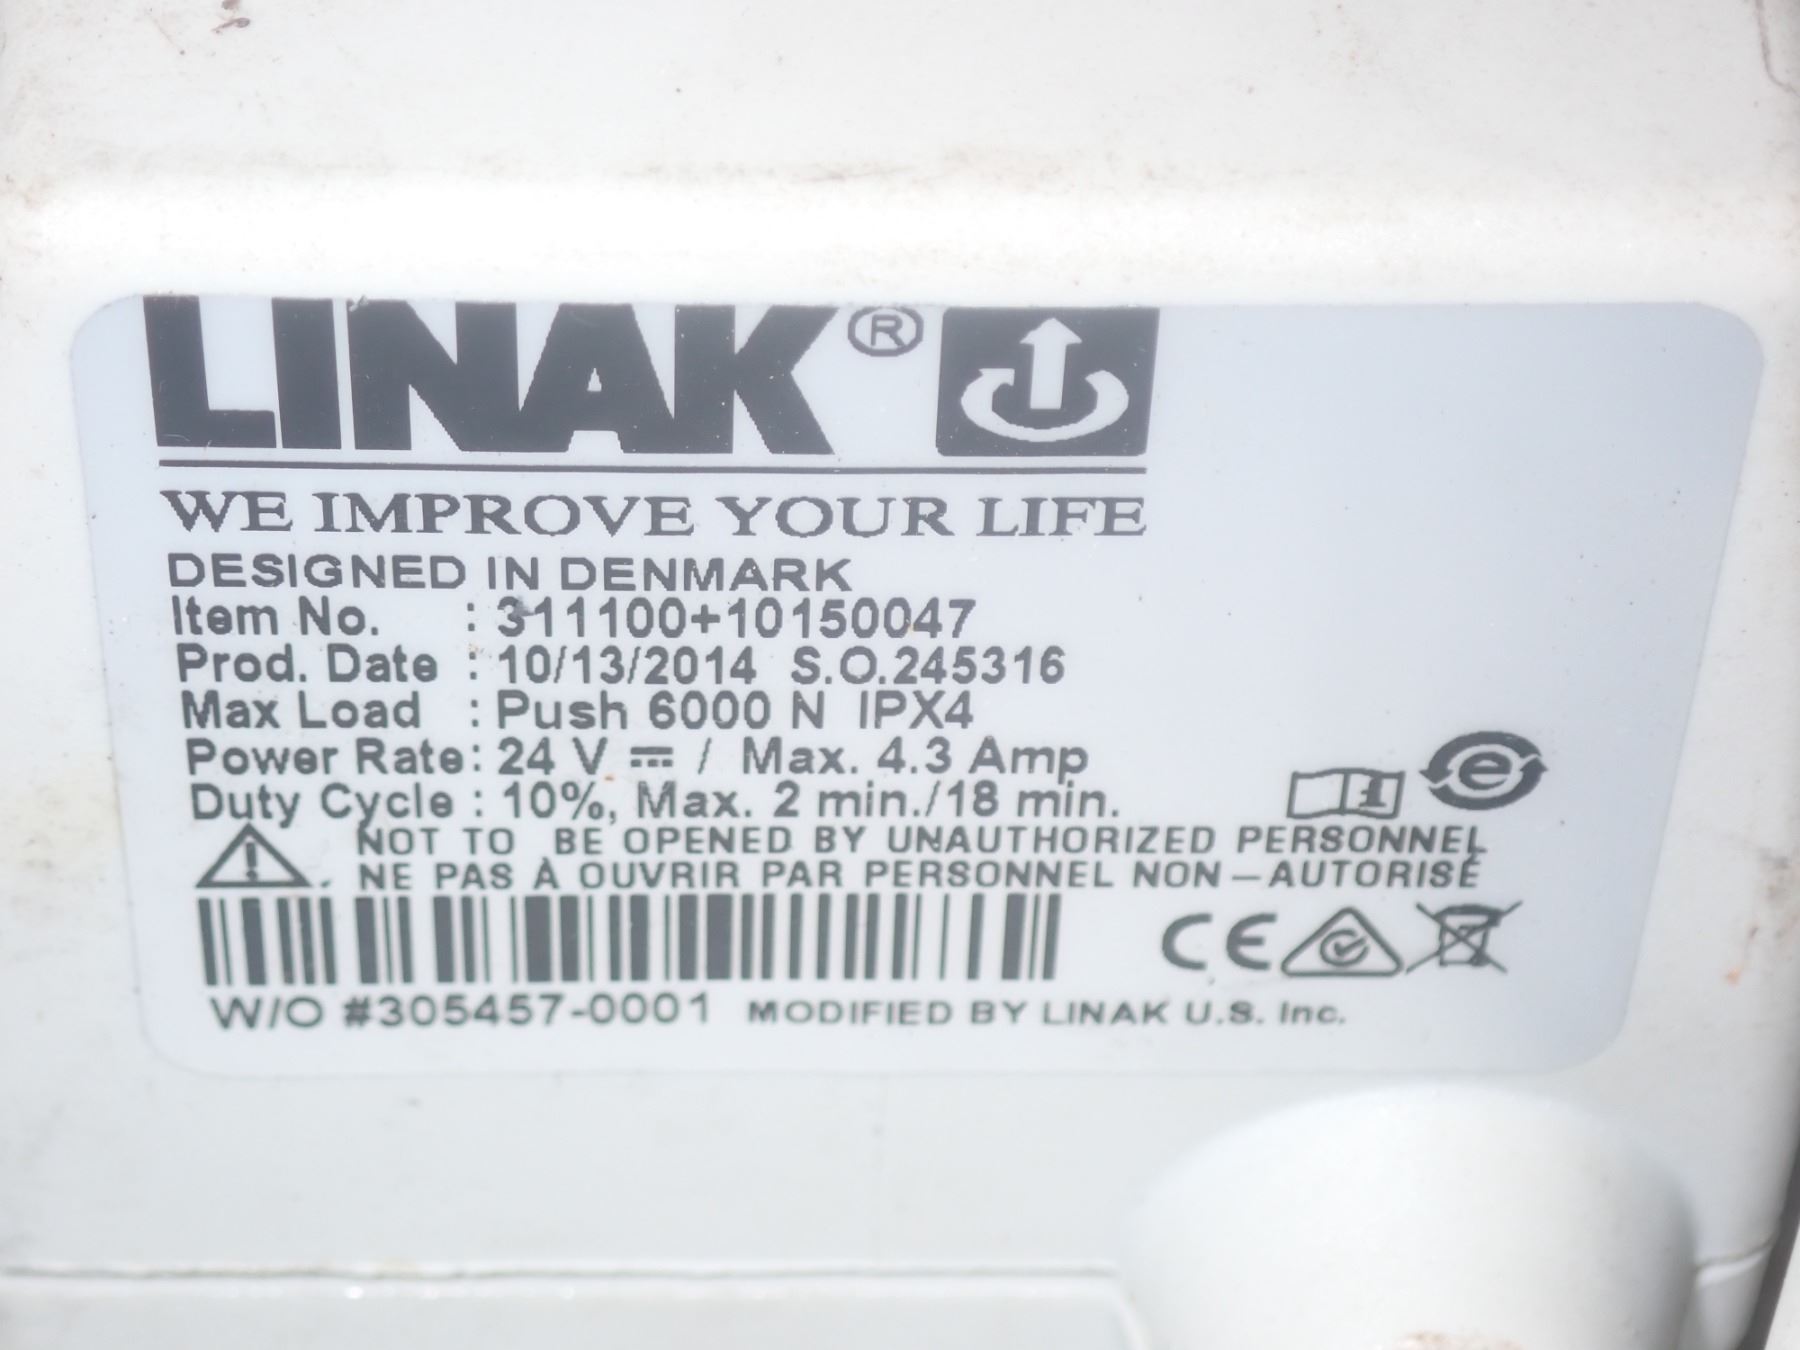 LINAK®
WE IMPROVE YOUR LIFE
DESIGNED IN DENMARK
Item No. : 311100+10150047
Prod. Date : 10/13/2014 S.O.245316
Max Load : Push 6000 N IPX4
Power Rate: 24 V ⎓ / Max. 4.3 Amp
Duty Cycle : 10%, Max. 2 min./18 min.
NOT TO BE OPENED BY UNAUTHORIZED PERSONNEL
NE PAS À OUVRIR PAR PERSONNEL NON-AUTORISÉ
CE
W/O #305457-0001 MODIFIED BY LINAK U.S. Inc.